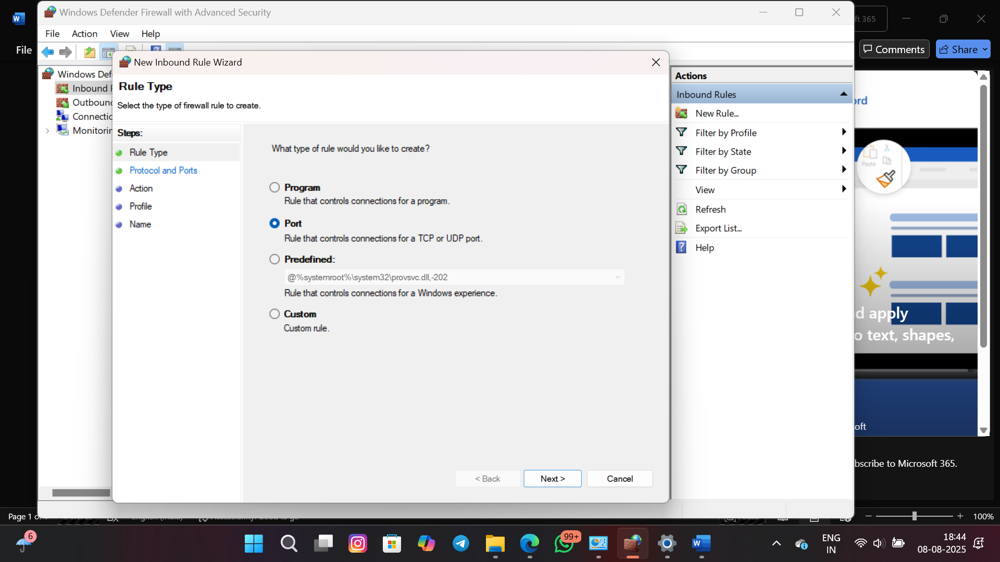 Windows Defender Firewall with Advanced Security
ft 365
File Action View Help
File
Comments
Share
New Inbound Rule Wizard
Windows Def
Inbound
Outboun
Connectio
Monitorin
Rule Type
Select the type of firewall rule to create.
Steps:
Rule Type
Protocol and Ports
Action
Profile
Name
What type of rule would you like to create?
Program
Rule that controls connections for a program.
Port
Rule that controls connections for a TCP or UDP port.
Predefined:
@%systemroot%\system32\provsvc.dll,-202
Rule that controls connections for a Windows experience.
Custom
Custom rule.
< Back
Next >
Cancel
Actions
Inbound Rules
New Rule...
Filter by Profile
Filter by State
Filter by Group
View
Refresh
Export List...
Help
ord
Paste
d apply
o text, shapes,
oft
bscribe to Microsoft 365.
Page 1 of
100%
6
99+
ENG
IN
18:44
08-08-2025